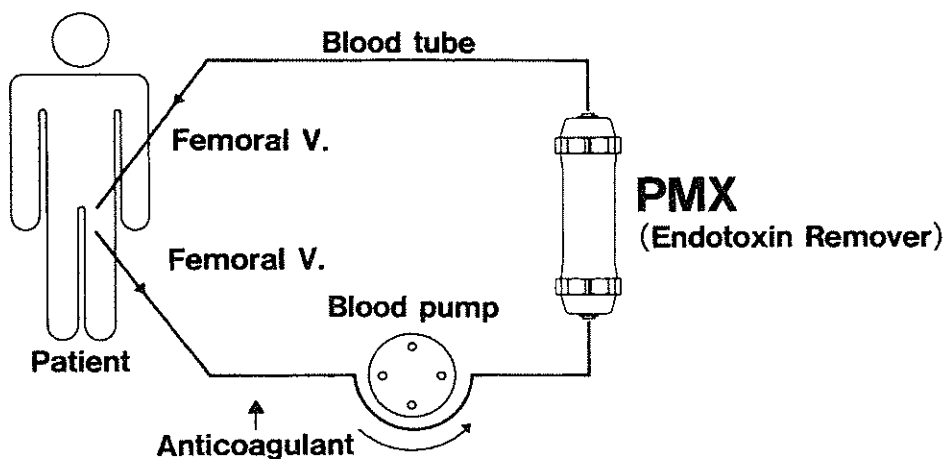 Blood tube
Femoral V.
PMX
(Endotoxin Remover)
Femoral V.
Blood pump
Patient
Anticoagulant